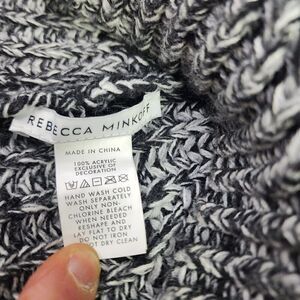 REBECCA MINKOFF
MADE IN CHINA
100% ACRYLIC
EXCLUSIVE OF
DECORATION
HAND WASH COLD
WASH SEPARATELY
ONLY NON-
CHLORINE BLEACH
WHEN NEEDED
RESHAPE AND
LAY FLAT TO DRY
DO NOT IRON
NOT DRY CLEAN